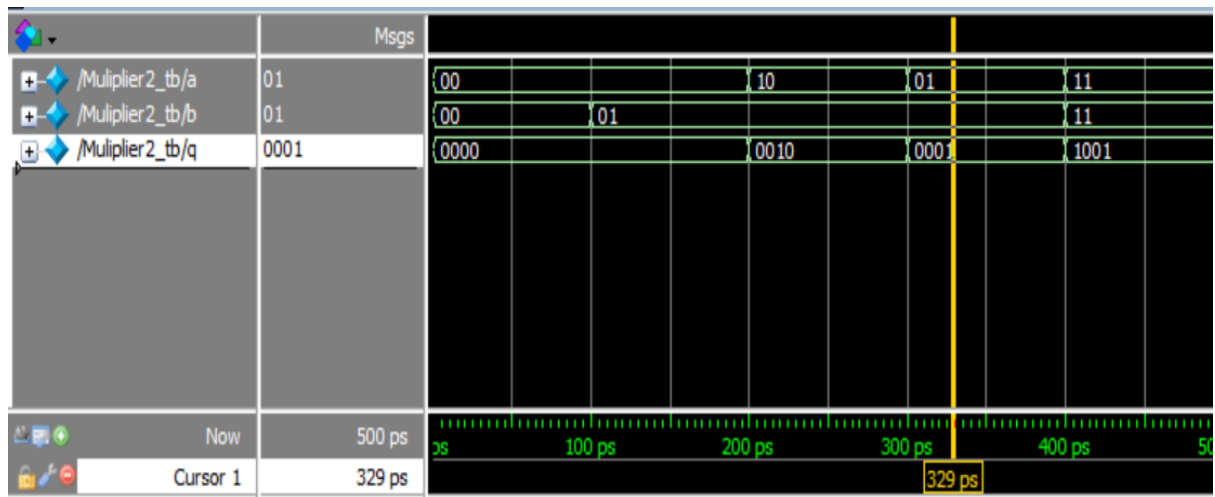 Msgs
/Muliplier2_tb/a 01 00 10 01 11
/Muliplier2_tb/b 01 00 01 11
/Muliplier2_tb/q 0001 0000 0010 0001 1001
Now 500 ps ps 100 ps 200 ps 300 ps 400 ps 50
Cursor 1 329 ps 329 ps